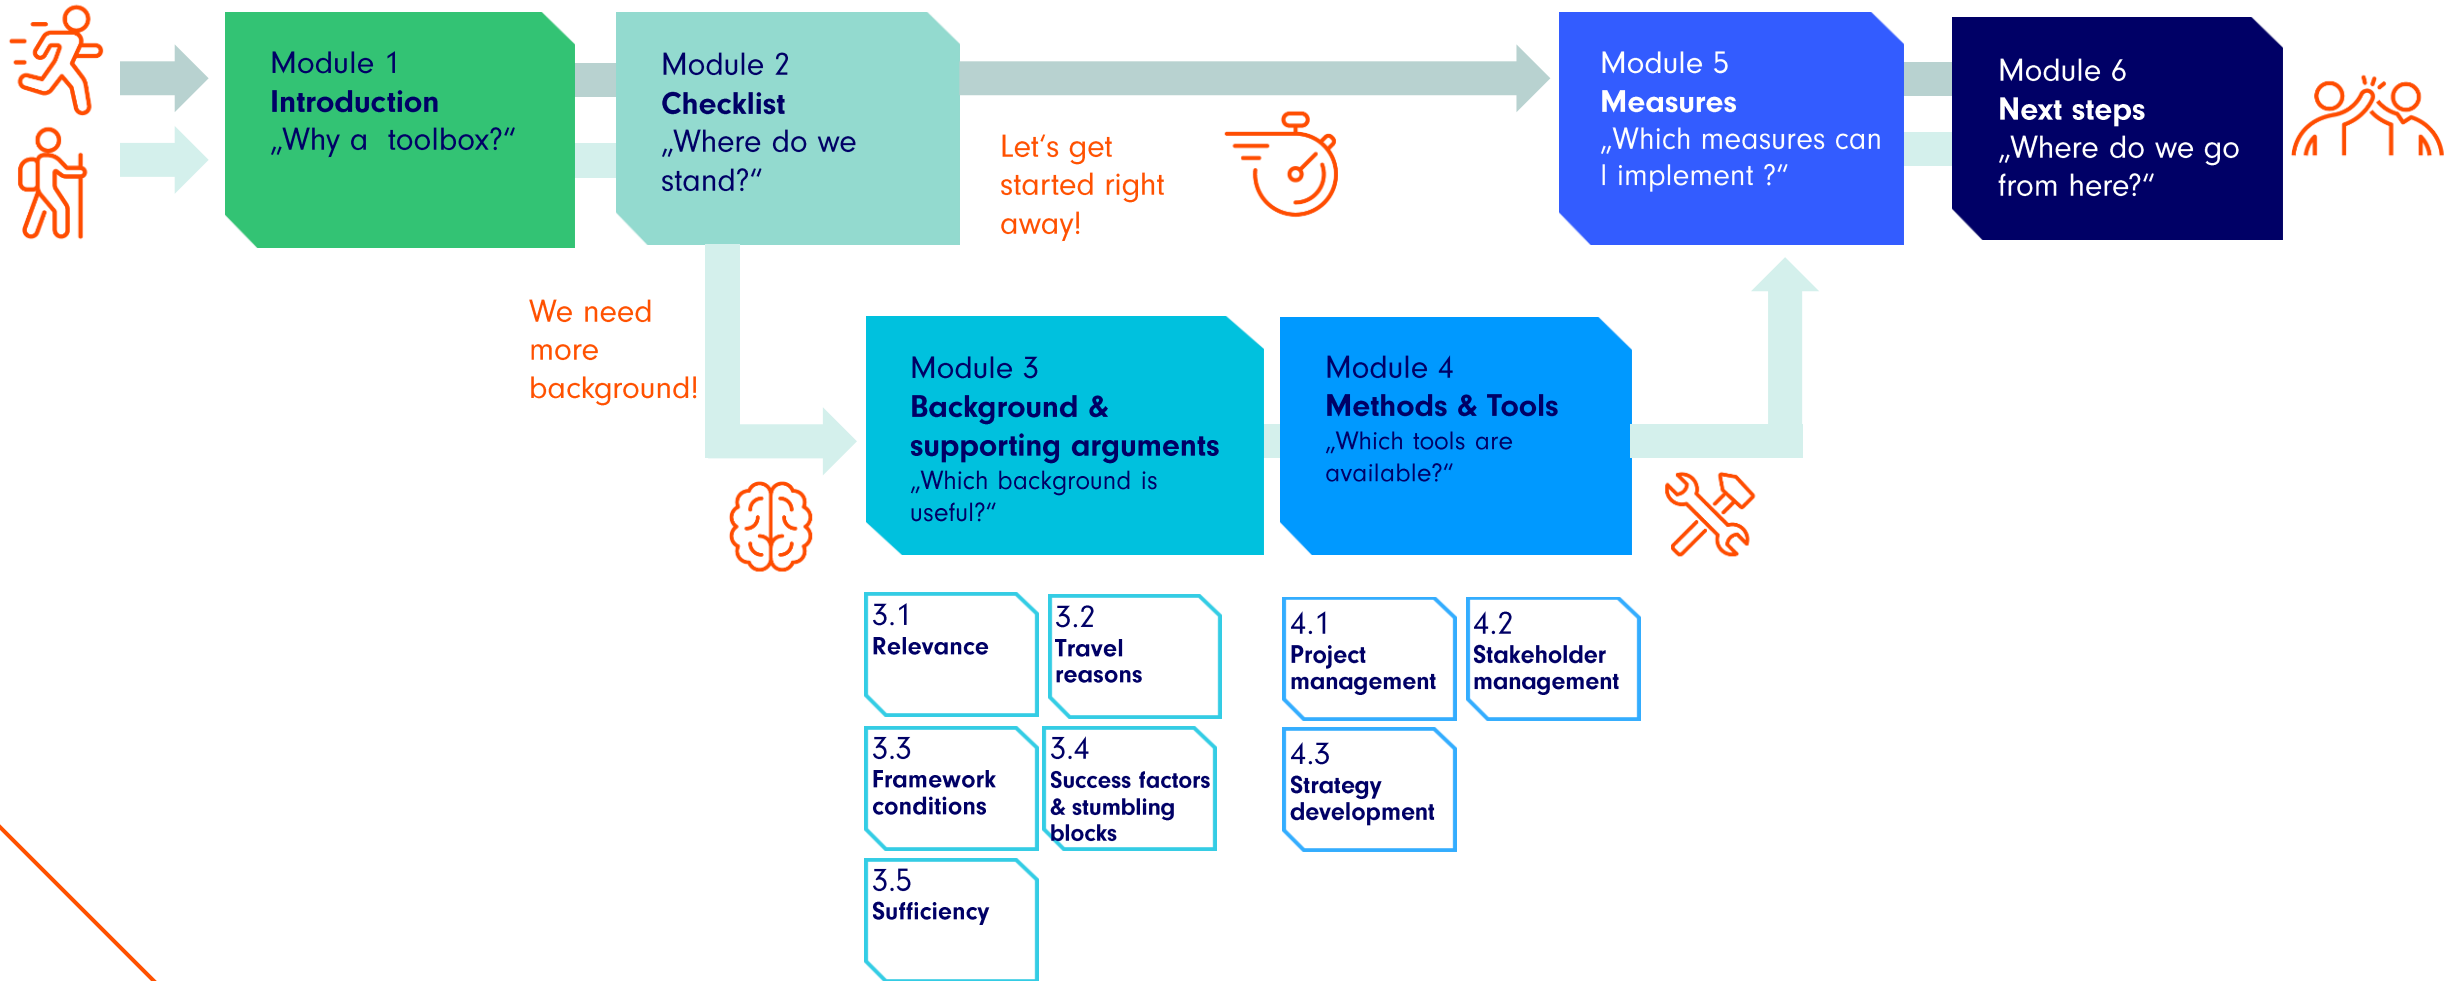 Module 1
Introduction
„Why a toolbox?“
Module 2
Checklist
„Where do we
stand?“
Let‘s get
started right
away!
Module 5
Measures
„Which measures can
I implement ?“
Module 6
Next steps
„Where do we go
from here?“
We need
more
background!
Module 3
Background &
supporting arguments
„Which background is
useful?“
Module 4
Methods & Tools
„Which tools are
available?“
3.1
Relevance
3.2
Travel
reasons
3.3
Framework
conditions
3.4
Success factors
& stumbling
blocks
3.5
Sufficiency
4.1
Project
management
4.2
Stakeholder
management
4.3
Strategy
development